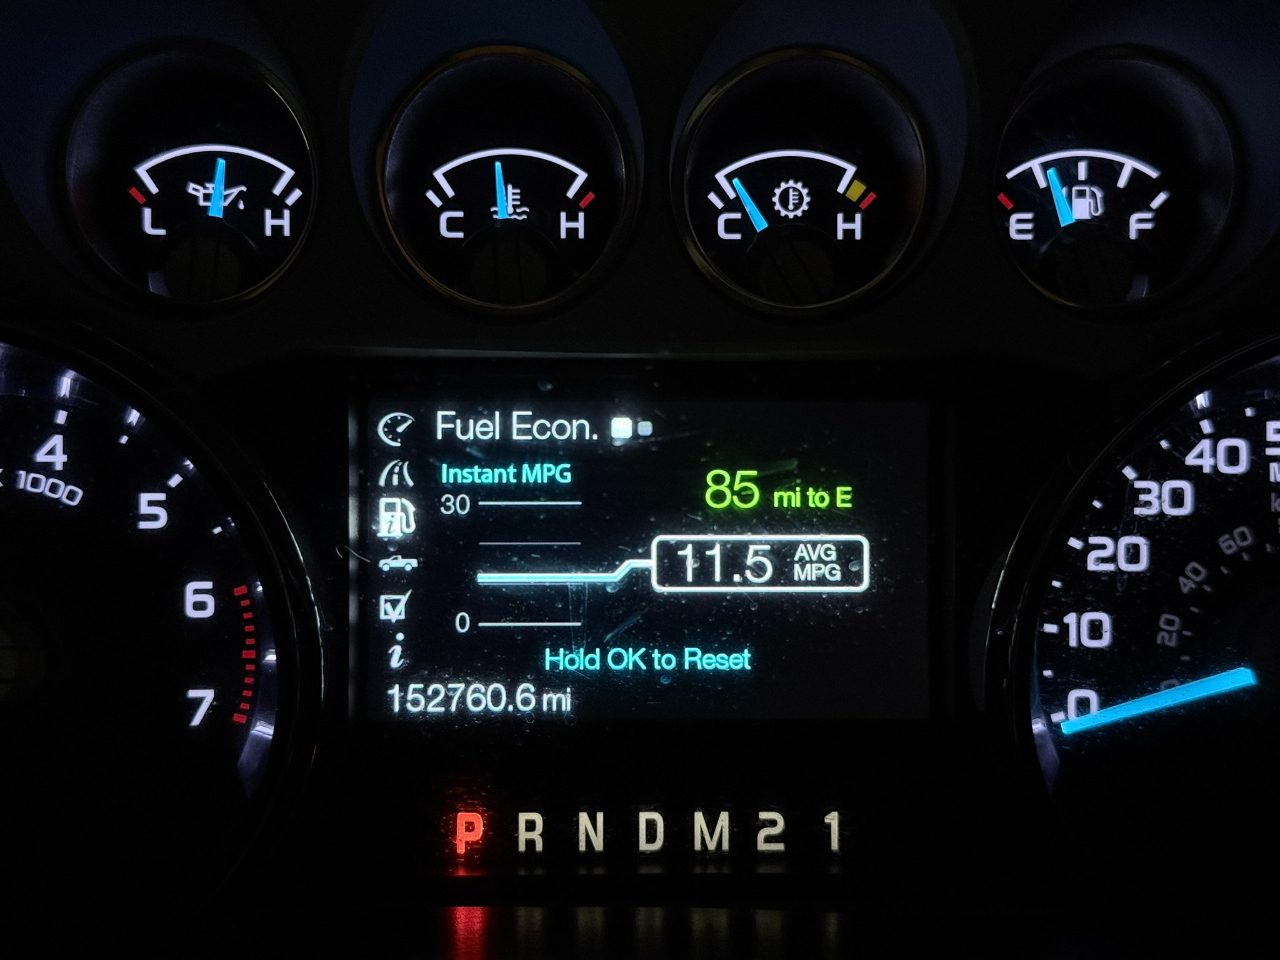 L H
C H
C H
E F
4
x 1000
5
6
7
Fuel Econ.
Instant MPG
30
0
85 mi to E
11.5 AVG MPG
Hold OK to Reset
152760.6 mi
P R N D M 2 1
40
30
20
10
0
60
40
20